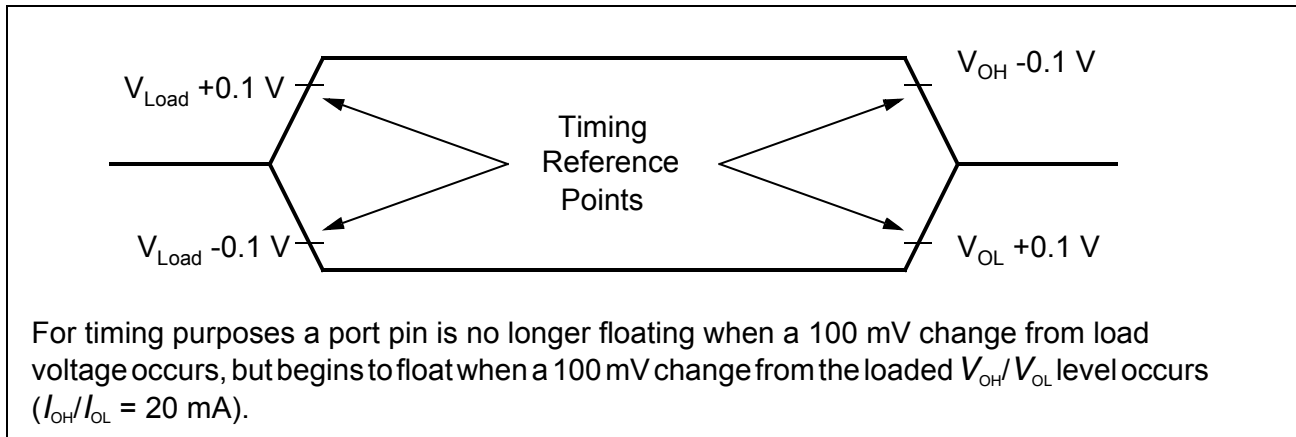 V_Load +0.1 V
V_OH -0.1 V
Timing
Reference
Points
V_Load -0.1 V
V_OL +0.1 V
For timing purposes a port pin is no longer floating when a 100 mV change from load
voltage occurs, but begins to float when a 100 mV change from the loaded V_OH/V_OL level occurs
(I_OH/I_OL = 20 mA).